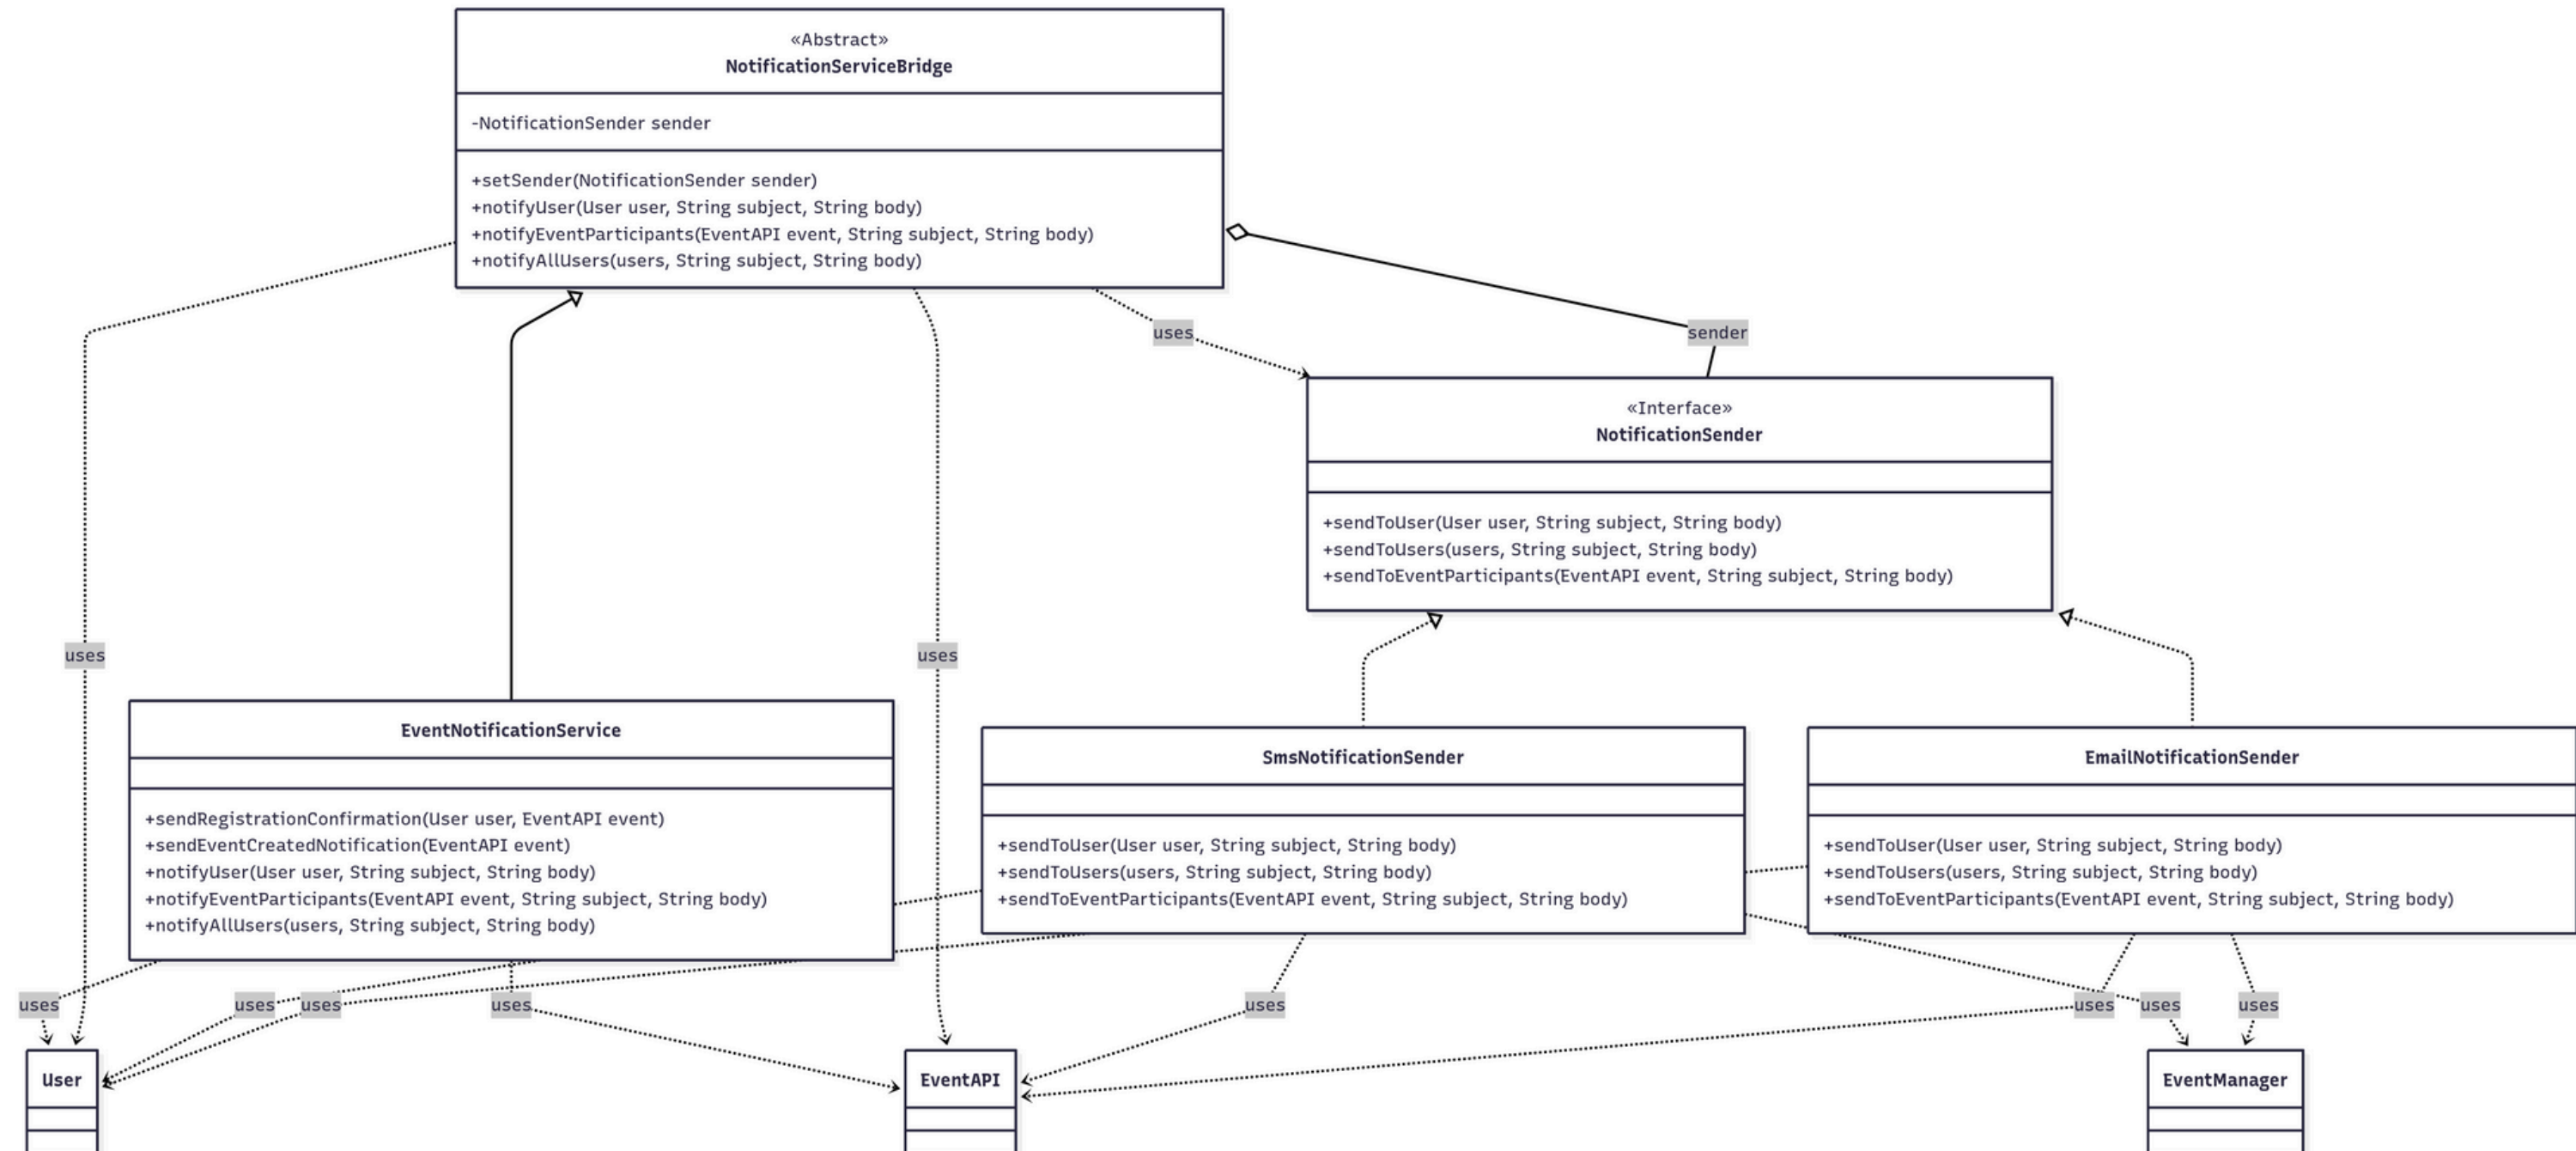 «Abstract»
NotificationServiceBridge
-NotificationSender sender
+setSender(NotificationSender sender)
+notifyUser(User user, String subject, String body)
+notifyEventParticipants(EventAPI event, String subject, String body)
+notifyAllUsers(users, String subject, String body)
uses
sender
«Interface»
NotificationSender
+sendToUser(User user, String subject, String body)
+sendToUsers(users, String subject, String body)
+sendToEventParticipants(EventAPI event, String subject, String body)
uses
uses
EventNotificationService
+sendRegistrationConfirmation(User user, EventAPI event)
+sendEventCreatedNotification(EventAPI event)
+notifyUser(User user, String subject, String body)
+notifyEventParticipants(EventAPI event, String subject, String body)
+notifyAllUsers(users, String subject, String body)
SmsNotificationSender
+sendToUser(User user, String subject, String body)
+sendToUsers(users, String subject, String body)
+sendToEventParticipants(EventAPI event, String subject, String body)
EmailNotificationSender
+sendToUser(User user, String subject, String body)
+sendToUsers(users, String subject, String body)
+sendToEventParticipants(EventAPI event, String subject, String body)
uses
uses
uses
uses
uses
uses
uses
uses
User
EventAPI
EventManager